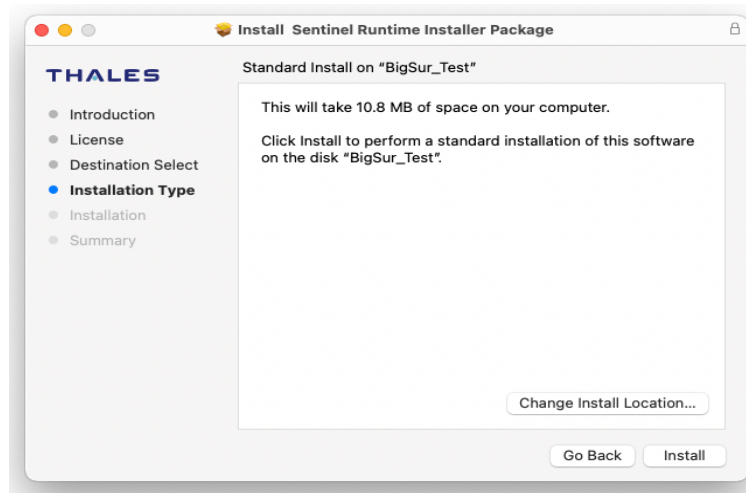 Install Sentinel Runtime Installer Package
THALES
Standard Install on “BigSur_Test”
Introduction
License
Destination Select
Installation Type
Installation
Summary
This will take 10.8 MB of space on your computer.
Click Install to perform a standard installation of this software
on the disk “BigSur_Test”.
Change Install Location...
Go Back
Install